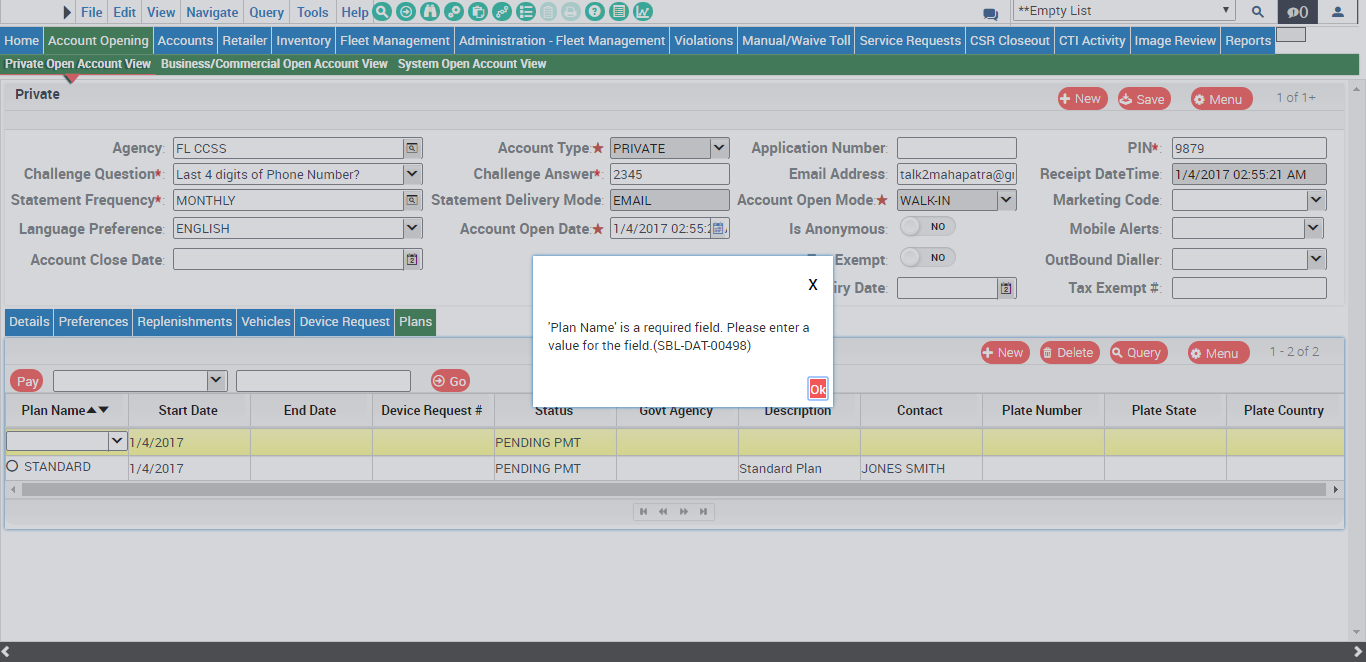 File Edit View Navigate Query Tools Help **Empty List 0
Home Account Opening Accounts Retailer Inventory Fleet Management Administration - Fleet Management Violations Manual/Waive Toll Service Requests CSR Closeout CTI Activity Image Review Reports
Private Open Account View Business/Commercial Open Account View System Open Account View
Private New Save Menu 1 of 1+
Agency: FL CCSS Account Type:★ PRIVATE Application Number: PIN*: 9879
Challenge Question*: Last 4 digits of Phone Number? Challenge Answer*: 2345 Email Address: talk2mahapatra@g Receipt DateTime: 1/4/2017 02:55:21 AM
Statement Frequency*: MONTHLY Statement Delivery Mode: EMAIL Account Open Mode:★ WALK-IN Marketing Code:
Language Preference: ENGLISH Account Open Date:★ 1/4/2017 02:55: Is Anonymous: NO Mobile Alerts:
Account Close Date: 2 Exempt: NO OutBound Dialler:
X iry Date: 2 Tax Exempt #:
Details Preferences Replenishments Vehicles Device Request Plans
'Plan Name' is a required field. Please enter a
value for the field.(SBL-DAT-00498)
New Delete Query Menu 1 - 2 of 2
Pay Go Ok
Plan Name Start Date End Date Device Request # Status Govt Agency Description Contact Plate Number Plate State Plate Country
1/4/2017 PENDING PMT
STANDARD 1/4/2017 PENDING PMT Standard Plan JONES SMITH